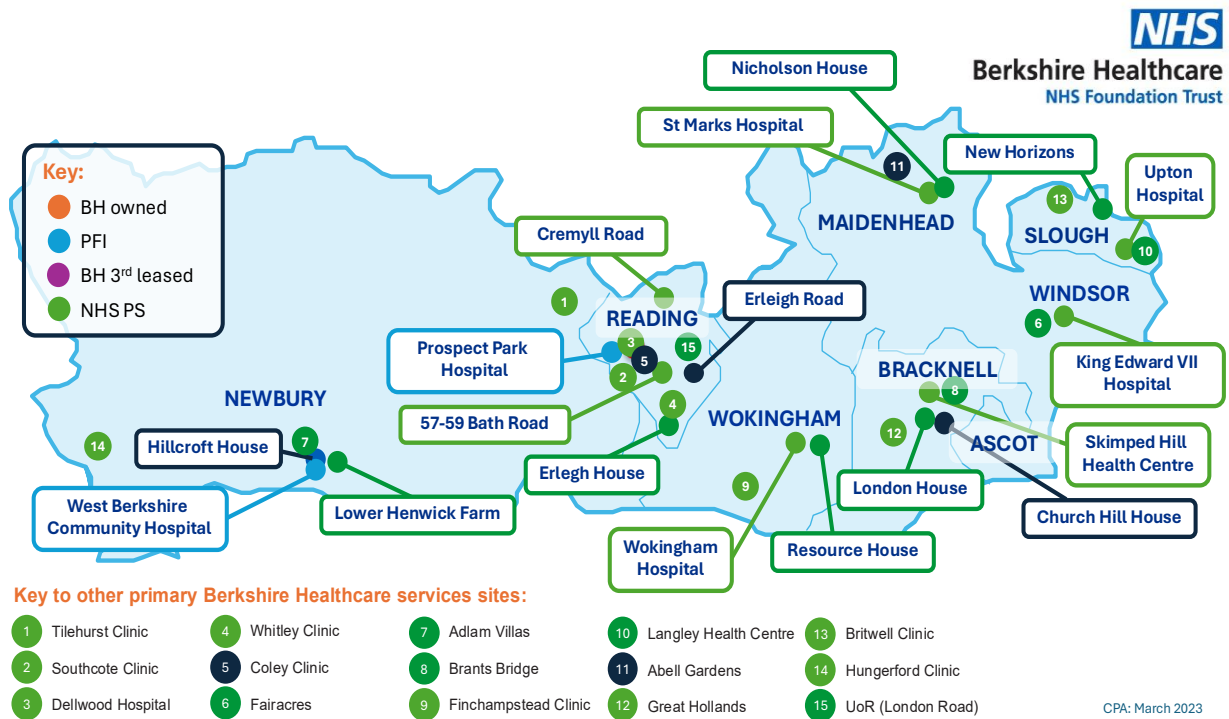 NHS
Berkshire Healthcare
NHS Foundation Trust
Key:
BH owned
PFI
BH 3rd leased
NHS PS
Nicholson House
St Marks Hospital
New Horizons
Upton
Hospital
11
13
10
MAIDENHEAD
SLOUGH
Cremyll Road
Erleigh Road
WINDSOR
1
READING
6
Prospect Park
Hospital
3
15
5
2
King Edward VII
Hospital
BRACKNELL
8
NEWBURY
57-59 Bath Road
4
WOKINGHAM
12
ASCOT
Skimped Hill
Health Centre
14
Hillcroft House
7
Erlegh House
9
London House
West Berkshire
Community Hospital
Lower Henwick Farm
Church Hill House
Wokingham
Hospital
Resource House
Key to other primary Berkshire Healthcare services sites:
1 Tilehurst Clinic
2 Southcote Clinic
3 Dellwood Hospital
4 Whitley Clinic
5 Coley Clinic
6 Fairacres
7 Adlam Villas
8 Brants Bridge
9 Finchampstead Clinic
10 Langley Health Centre
11 Abell Gardens
12 Great Hollands
13 Britwell Clinic
14 Hungerford Clinic
15 UoR (London Road)
CPA: March 2023